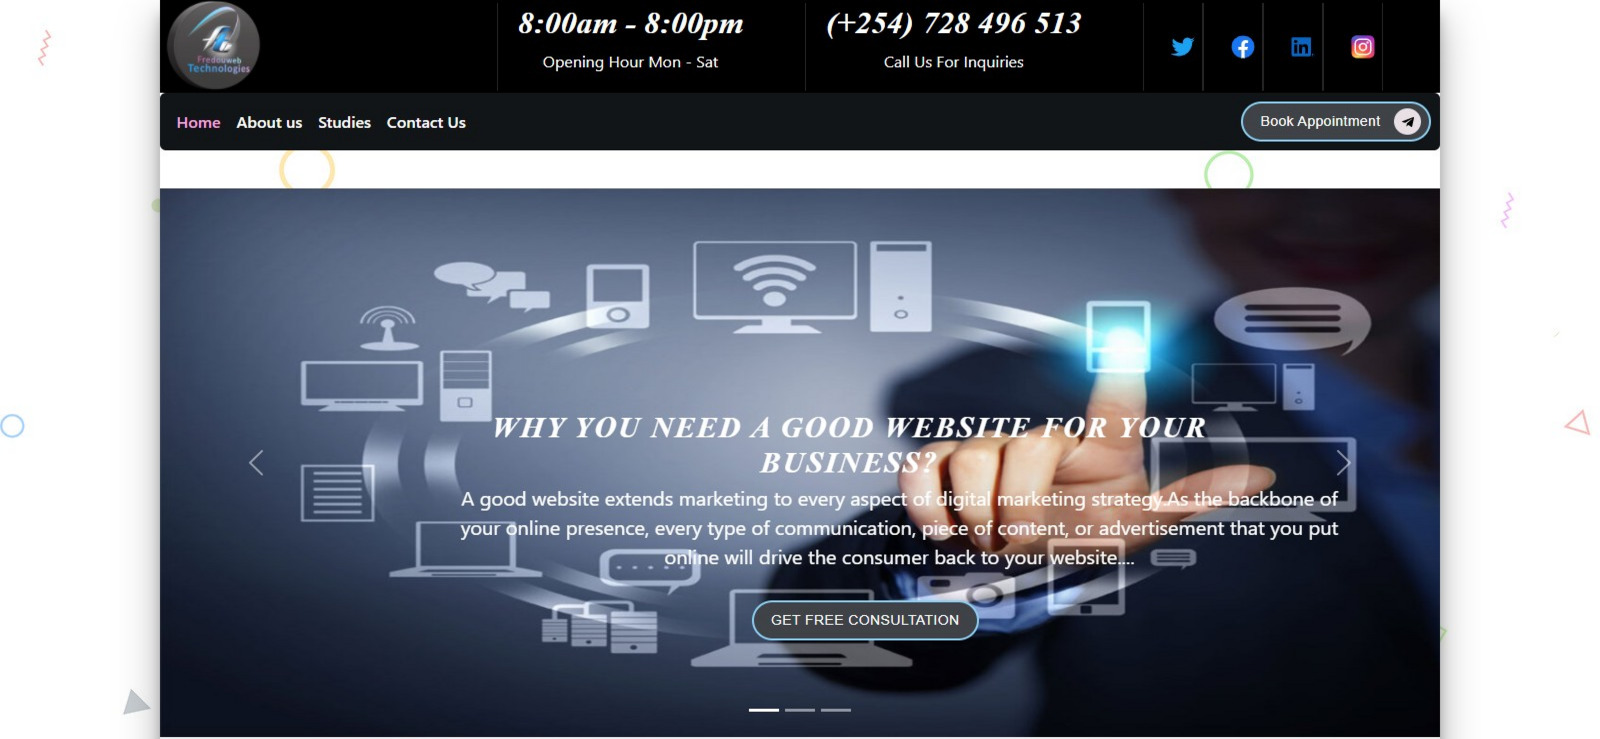 Fredouweb
Technologies
8:00am - 8:00pm
Opening Hour Mon - Sat
(+254) 728 496 513
Call Us For Inquiries
Home About us Studies Contact Us
Book Appointment
WHY YOU NEED A GOOD WEBSITE FOR YOUR
BUSINESS?
A good website extends marketing to every aspect of digital marketing strategy.As the backbone of
your online presence, every type of communication, piece of content, or advertisement that you put
online will drive the consumer back to your website....
GET FREE CONSULTATION